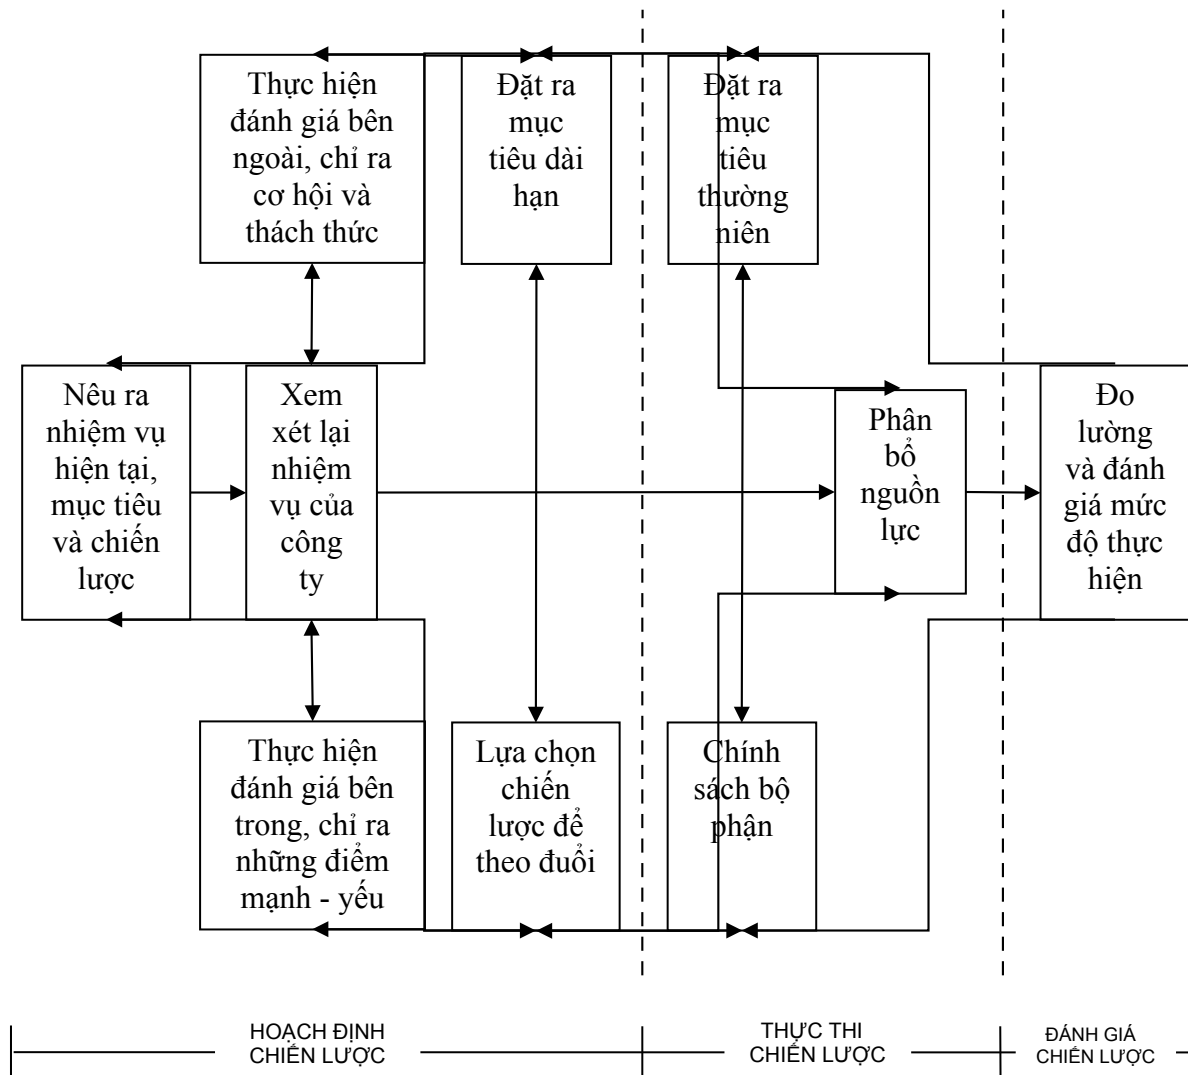 Thực hiện
đánh giá bên
ngoài, chỉ ra
cơ hội và
thách thức
Đặt ra
mục
tiêu dài
hạn
Đặt ra
mục
tiêu
thường
niên
Nêu ra
nhiệm vụ
hiện tại,
mục tiêu
và chiến
lược
Xem
xét lại
nhiệm
vụ của
công
ty
Phân
bổ
nguồn
lực
Đo
lường
và đánh
giá mức
độ thực
hiện
Thực hiện
đánh giá bên
trong, chỉ ra
những điểm
mạnh - yếu
Lựa chọn
chiến
lược để
theo đuổi
Chính
sách bộ
phận
HOẠCH ĐỊNH
CHIẾN LƯỢC
THỰC THI
CHIẾN LƯỢC
ĐÁNH GIÁ
CHIẾN LƯỢC